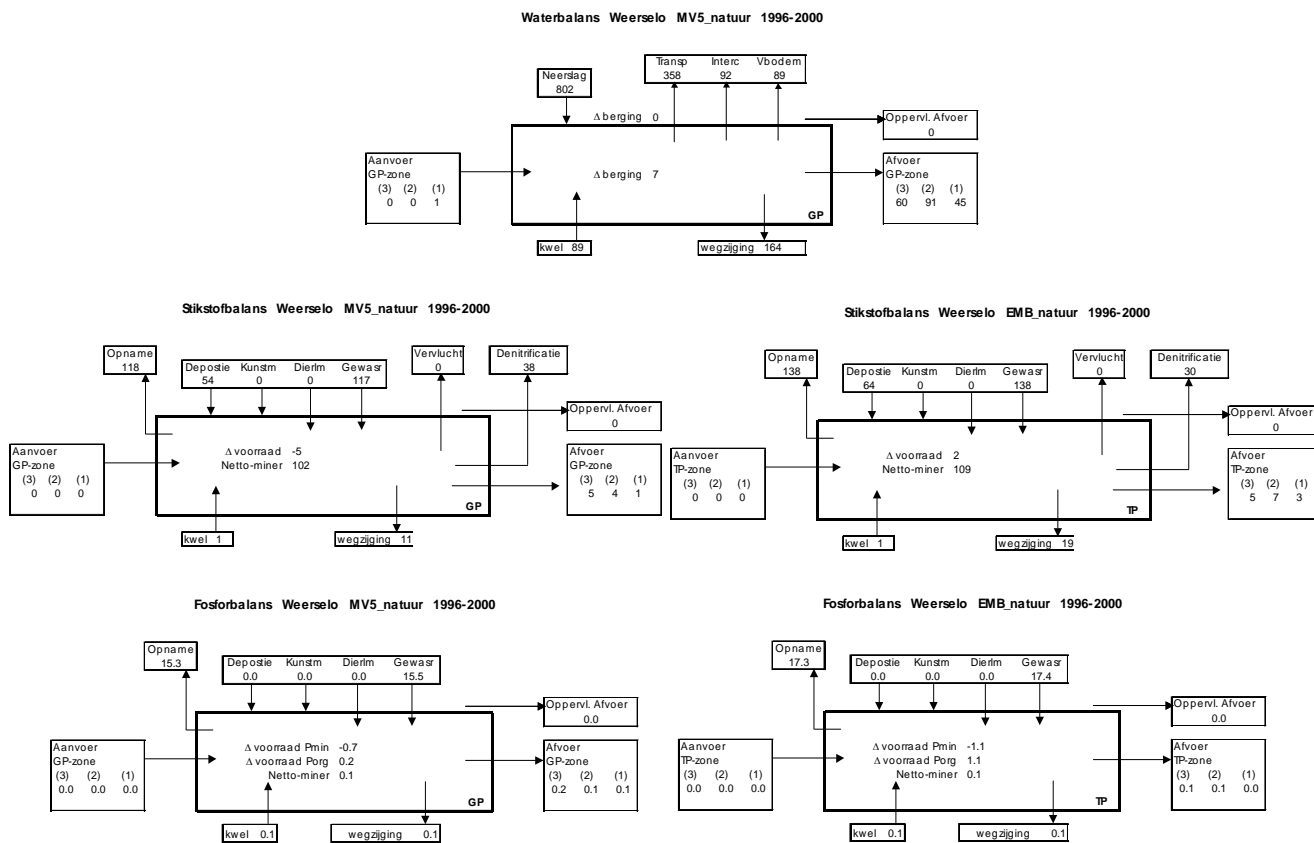 Waterbalans Weerselo MV5_natuur 1996-2000
Transp Interc Vbodem
358 92 89
Neerslag
802
Δ berging 0
Oppervl. Afvoer
0
Aanvoer
GP-zone
(3) (2) (1)
0 0 1
Δ berging 7
Afvoer
GP-zone
(3) (2) (1)
60 91 45
GP
kwel 89
wegzijging 164
Stikstofbalans Weerselo MV5_natuur 1996-2000
Opname
118
Depostie Kunstm Dierlm Gewasr
54 0 0 117
Vervlucht
0
Denitrificatie
38
Oppervl. Afvoer
0
Aanvoer
GP-zone
(3) (2) (1)
0 0 0
Δ voorraad -5
Netto-miner 102
Afvoer
GP-zone
(3) (2) (1)
5 4 1
GP
kwel 1
wegzijging 11
Stikstofbalans Weerselo EMB_natuur 1996-2000
Opname
138
Depostie Kunstm Dierlm Gewasr
64 0 0 138
Vervlucht
0
Denitrificatie
30
Oppervl. Afvoer
0
Aanvoer
TP-zone
(3) (2) (1)
0 0 0
Δ voorraad 2
Netto-miner 109
Afvoer
TP-zone
(3) (2) (1)
5 7 3
TP
kwel 1
wegzijging 19
Fosforbalans Weerselo MV5_natuur 1996-2000
Opname
15.3
Depostie Kunstm Dierlm Gewasr
0.0 0.0 0.0 15.5
Oppervl. Afvoer
0.0
Aanvoer
GP-zone
(3) (2) (1)
0.0 0.0 0.0
Δ voorraad Pmin -0.7
Δ voorraad Porg 0.2
Netto-miner 0.1
Afvoer
GP-zone
(3) (2) (1)
0.2 0.1 0.1
GP
kwel 0.1
wegzijging 0.1
Fosforbalans Weerselo EMB_natuur 1996-2000
Opname
17.3
Depostie Kunstm Dierlm Gewasr
0.0 0.0 0.0 17.4
Oppervl. Afvoer
0.0
Aanvoer
TP-zone
(3) (2) (1)
0.0 0.0 0.0
Δ voorraad Pmin -1.1
Δ voorraad Porg 1.1
Netto-miner 0.1
Afvoer
TP-zone
(3) (2) (1)
0.1 0.1 0.0
TP
kwel 0.1
wegzijging 0.1